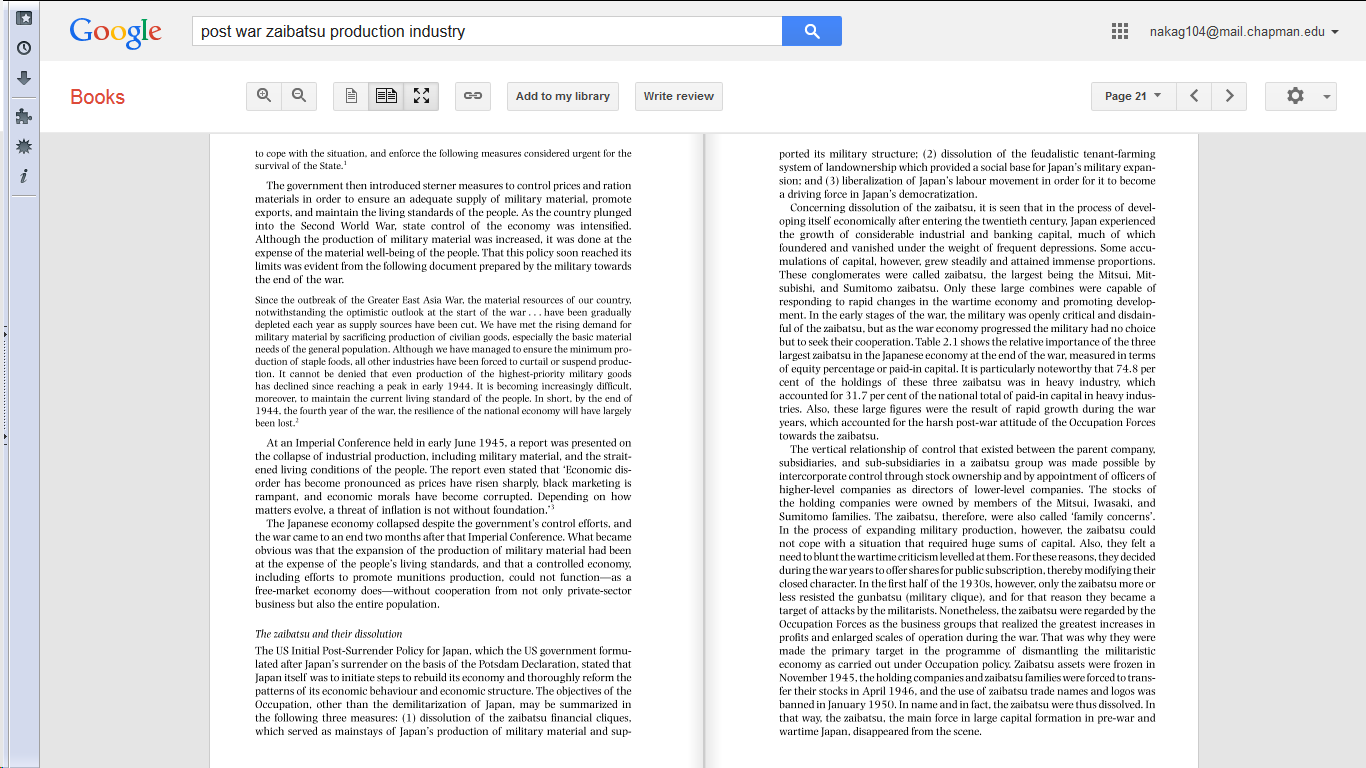 Google
post war zaibatsu production industry
nakag104@mail.chapman.edu
Books
Add to my library
Write review
Page 21
to cope with the situation, and enforce the following measures considered urgent for the
survival of the State.1
The government then introduced sterner measures to control prices and ration
materials in order to ensure an adequate supply of military material, promote
exports, and maintain the living standards of the people. As the country plunged
into the Second World War, state control of the economy was intensified.
Although the production of military material was increased, it was done at the
expense of the material well-being of the people. That this policy soon reached its
limits was evident from the following document prepared by the military towards
the end of the war.
Since the outbreak of the Greater East Asia War, the material resources of our country,
notwithstanding the optimistic outlook at the start of the war . . . have been gradually
depleted each year as supply sources have been cut. We have met the rising demand for
military material by sacrificing production of civilian goods, especially the basic material
needs of the general population. Although we have managed to ensure the minimum pro-
duction of staple foods, all other industries have been forced to curtail or suspend produc-
tion. It cannot be denied that even production of the highest-priority military goods
has declined since reaching a peak in early 1944. It is becoming increasingly difficult,
moreover, to maintain the current living standard of the people. In short, by the end of
1944, the fourth year of the war, the resilience of the national economy will have largely
been lost.2
At an Imperial Conference held in early June 1945, a report was presented on
the collapse of industrial production, including military material, and the strait-
ened living conditions of the people. The report even stated that ‘Economic dis-
order has become pronounced as prices have risen sharply, black marketing is
rampant, and economic morals have become corrupted. Depending on how
matters evolve, a threat of inflation is not without foundation.’3
The Japanese economy collapsed despite the government’s control efforts, and
the war came to an end two months after that Imperial Conference. What became
obvious was that the expansion of the production of military material had been
at the expense of the people’s living standards, and that a controlled economy,
including efforts to promote munitions production, could not function—as a
free-market economy does—without cooperation from not only private-sector
business but also the entire population.
The zaibatsu and their dissolution
The US Initial Post-Surrender Policy for Japan, which the US government formu-
lated after Japan’s surrender on the basis of the Potsdam Declaration, stated that
Japan itself was to initiate steps to rebuild its economy and thoroughly reform the
patterns of its economic behaviour and economic structure. The objectives of the
Occupation, other than the demilitarization of Japan, may be summarized in
the following three measures: (1) dissolution of the zaibatsu financial cliques,
which served as mainstays of Japan’s production of military material and sup-
ported its military structure; (2) dissolution of the feudalistic tenant-farming
system of landownership which provided a social base for Japan’s military expan-
sion; and (3) liberalization of Japan’s labour movement in order for it to become
a driving force in Japan’s democratization.
Concerning dissolution of the zaibatsu, it is seen that in the process of devel-
oping itself economically after entering the twentieth century, Japan experienced
the growth of considerable industrial and banking capital, much of which
foundered and vanished under the weight of frequent depressions. Some accu-
mulations of capital, however, grew steadily and attained immense proportions.
These conglomerates were called zaibatsu, the largest being the Mitsui, Mit-
subishi, and Sumitomo zaibatsu. Only these large combines were capable of
responding to rapid changes in the wartime economy and promoting develop-
ment. In the early stages of the war, the military was openly critical and disdain-
ful of the zaibatsu, but as the war economy progressed the military had no choice
but to seek their cooperation. Table 2.1 shows the relative importance of the three
largest zaibatsu in the Japanese economy at the end of the war, measured in terms
of equity percentage or paid-in capital. It is particularly noteworthy that 74.8 per
cent of the holdings of these three zaibatsu was in heavy industry, which
accounted for 31.7 per cent of the national total of paid-in capital in heavy indus-
tries. Also, these large figures were the result of rapid growth during the war
years, which accounted for the harsh post-war attitude of the Occupation Forces
towards the zaibatsu.
The vertical relationship of control that existed between the parent company,
subsidiaries, and sub-subsidiaries in a zaibatsu group was made possible by
intercorporate control through stock ownership and by appointment of officers of
higher-level companies as directors of lower-level companies. The stocks of
the holding companies were owned by members of the Mitsui, Iwasaki, and
Sumitomo families. The zaibatsu, therefore, were also called ‘family concerns’.
In the process of expanding military production, however, the zaibatsu could
not cope with a situation that required huge sums of capital. Also, they felt a
need to blunt the wartime criticism levelled at them. For these reasons, they decided
during the war years to offer shares for public subscription, thereby modifying their
closed character. In the first half of the 1930s, however, only the zaibatsu more or
less resisted the gunbatsu (military clique), and for that reason they became a
target of attacks by the militarists. Nonetheless, the zaibatsu were regarded by the
Occupation Forces as the business groups that realized the greatest increases in
profits and enlarged scales of operation during the war. That was why they were
made the primary target in the programme of dismantling the militaristic
economy as carried out under Occupation policy. Zaibatsu assets were frozen in
November 1945, the holding companies and zaibatsu families were forced to trans-
fer their stocks in April 1946, and the use of zaibatsu trade names and logos was
banned in January 1950. In name and in fact, the zaibatsu were thus dissolved. In
that way, the zaibatsu, the main force in large capital formation in pre-war and
wartime Japan, disappeared from the scene.